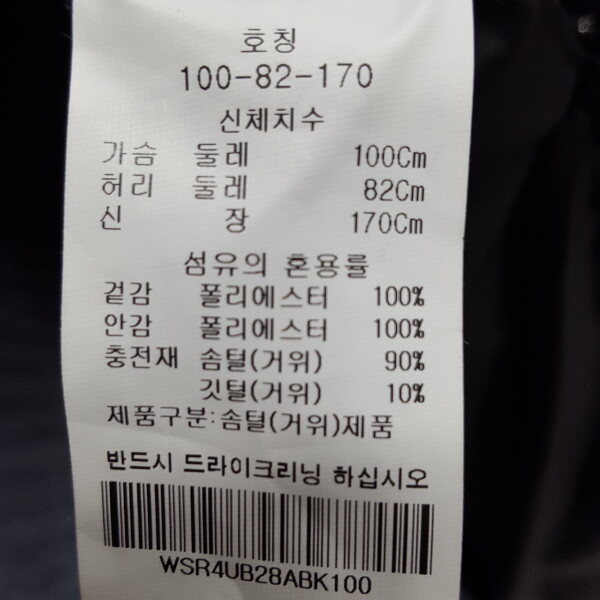 호칭
100-82-170
신체치수
가슴 둘레 100Cm
허리 둘레 82Cm
신 장 170Cm
섬유의 혼용률
겉감 폴리에스터 100%
안감 폴리에스터 100%
충전재 솜털(거위) 90%
깃털(거위) 10%
제품구분:솜털(거위)제품
반드시 드라이크리닝 하십시오
WSR4UB28ABK100